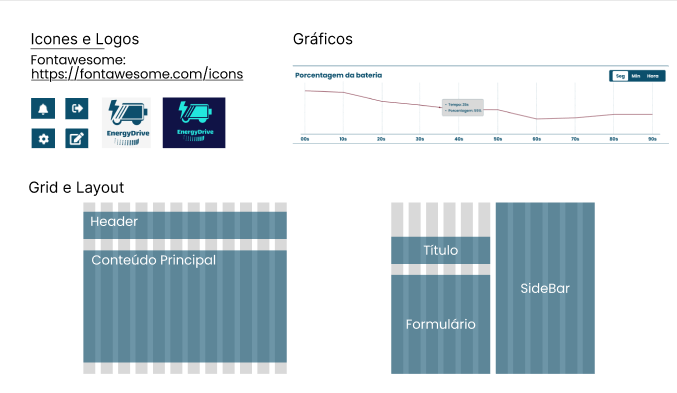 Icones e Logos
Fontawesome:
https://fontawesome.com/icons
EnergyDrive
EnergyDrive
Gráficos
Porcentagem da bateria
Seg Min Hora
Tempo: 35s
Porcentagem: 55%
00s 10s 20s 30s 40s 50s 60s 70s 80s 90s
Grid e Layout
Header
Conteúdo Principal
Título
Formulário
SideBar